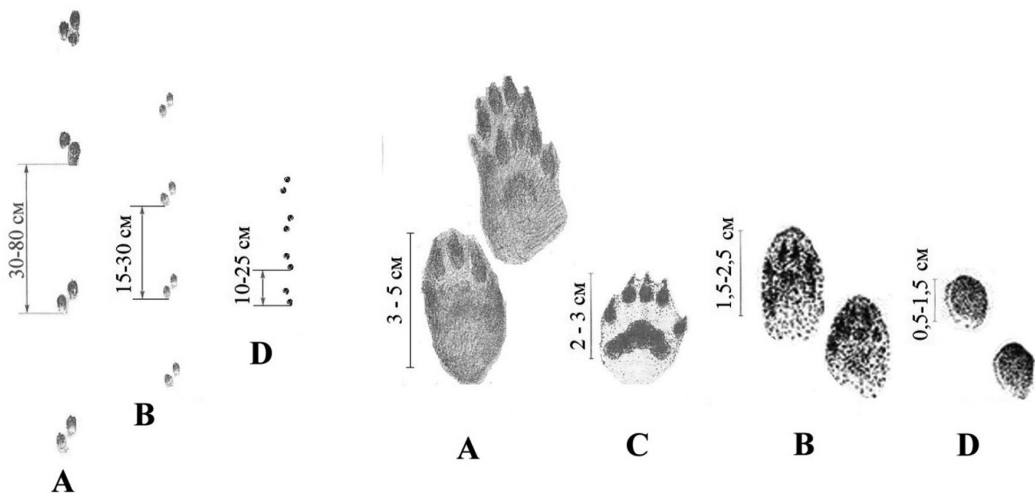 30-80 см
15-30 см
10-25 см
A
B
D
3 - 5 см
2 - 3 см
1,5-2,5 см
0,5-1,5 см
A
C
B
D